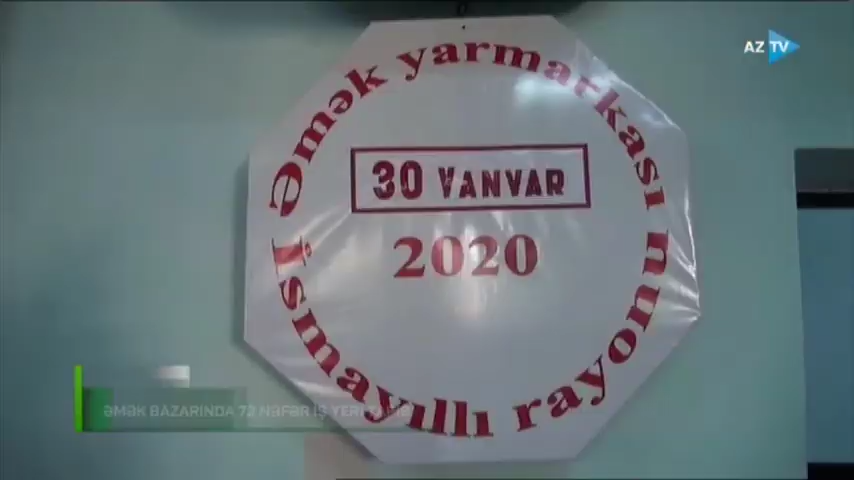 AZ TV
Əmək yarmarkası
30 YANVAR
2020
İsmayıllı rayonu
ƏMƏK BAZARINDA 72 NƏFƏR İŞ YERİ